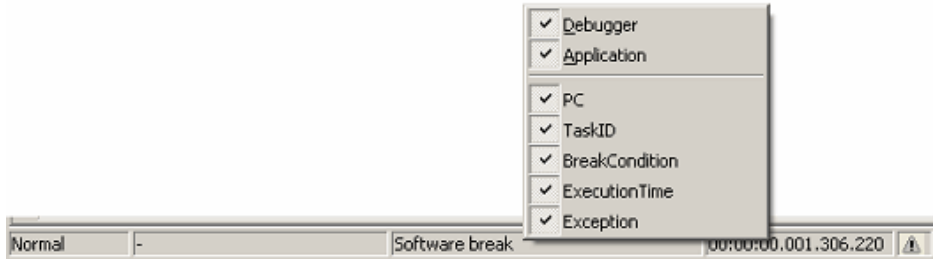 Debugger
Application
PC
TaskID
BreakCondition
ExecutionTime
Exception
Normal - Software break 00:00:00.001.306.220